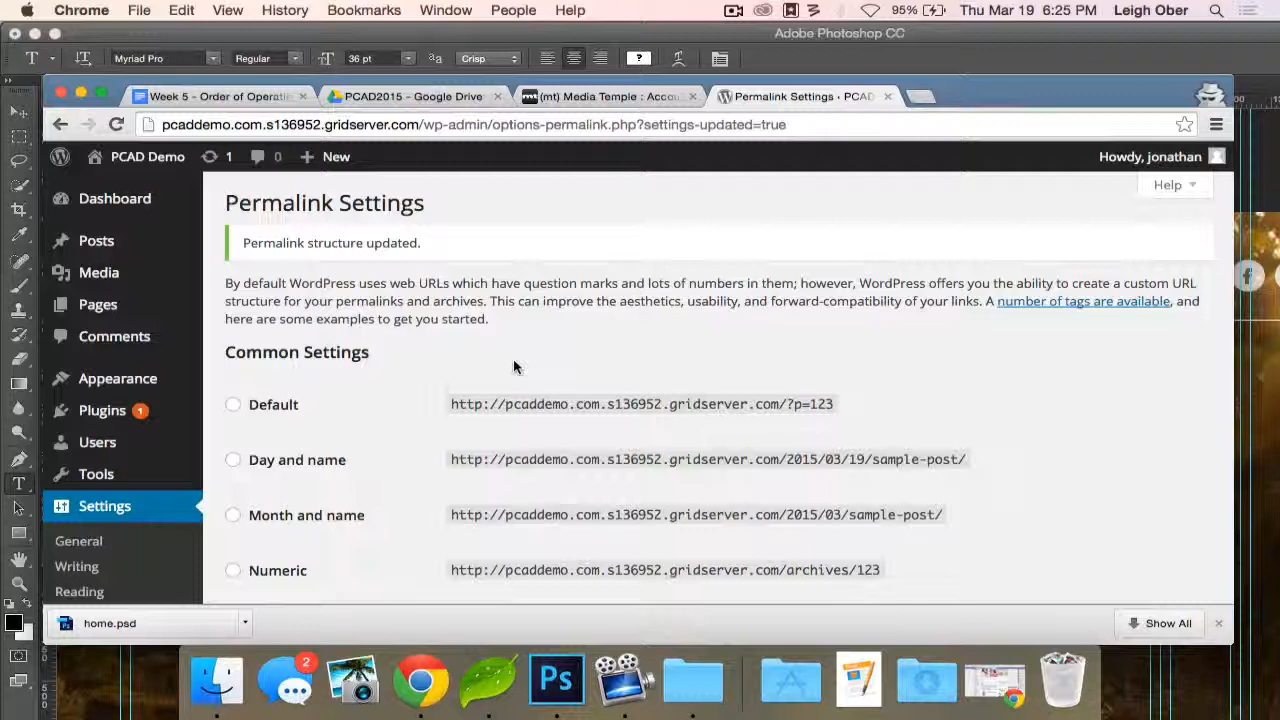 Chrome File Edit View History Bookmarks Window People Help 95% Thu Mar 19 6:25 PM Leigh Ober
Adobe Photoshop CC
T Myriad Pro Regular 36 pt Crisp ?
Week 5 - Order of Operati PCAD2015 - Google Drive (mt) Media Temple : Accou Permalink Settings · PCAD
pcaddemo.com.s136952.gridserver.com/wp-admin/options-permalink.php?settings-updated=true
PCAD Demo 1 0 + New Howdy, jonathan
Help
Dashboard
Posts
Media
Pages
Comments
Appearance
Plugins 1
Users
Tools
Settings
General
Writing
Reading
Permalink Settings
Permalink structure updated.
By default WordPress uses web URLs which have question marks and lots of numbers in them; however, WordPress offers you the ability to create a custom URL
structure for your permalinks and archives. This can improve the aesthetics, usability, and forward-compatibility of your links. A number of tags are available, and
here are some examples to get you started.
Common Settings
Default http://pcaddemo.com.s136952.gridserver.com/?p=123
Day and name http://pcaddemo.com.s136952.gridserver.com/2015/03/19/sample-post/
Month and name http://pcaddemo.com.s136952.gridserver.com/2015/03/sample-post/
Numeric http://pcaddemo.com.s136952.gridserver.com/archives/123
home.psd Show All
2
Ps